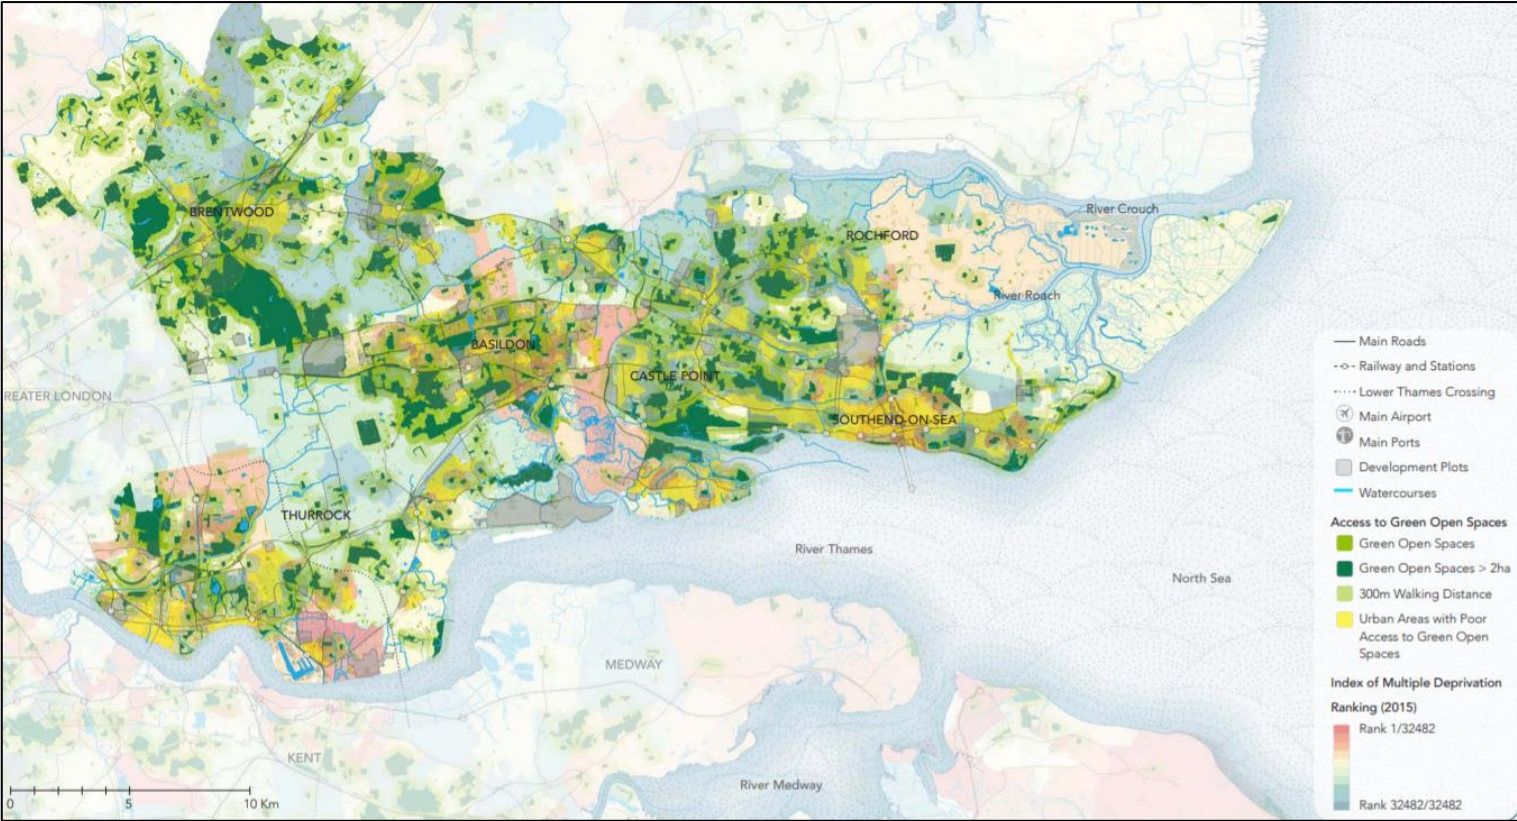 BRENTWOOD
River Crouch
ROCHFORD
River Roach
BASILDON
CASTLE POINT
REATER LONDON
SOUTHEND-ON-SEA
THURROCK
River Thames
North Sea
MEDWAY
KENT
River Medway
0 5 10 Km
Main Roads
Railway and Stations
Lower Thames Crossing
Main Airport
Main Ports
Development Plots
Watercourses
Access to Green Open Spaces
Green Open Spaces
Green Open Spaces > 2ha
300m Walking Distance
Urban Areas with Poor
Access to Green Open
Spaces
Index of Multiple Deprivation
Ranking (2015)
Rank 1/32482
Rank 32482/32482